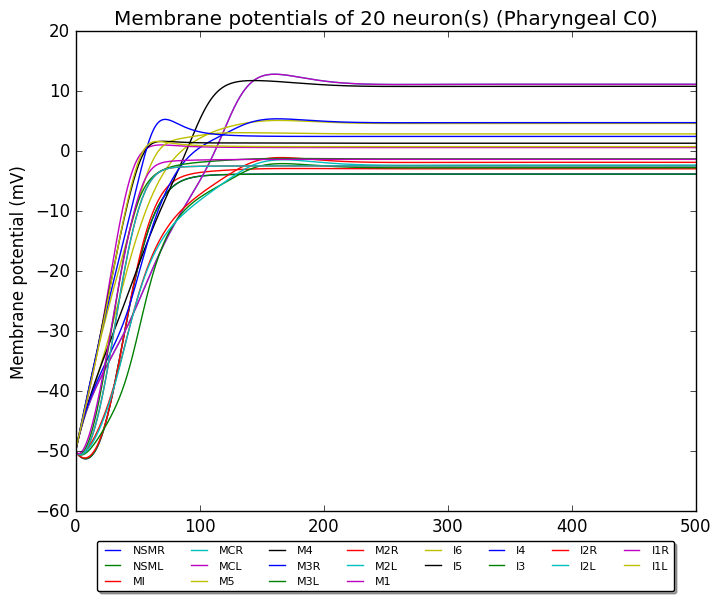 Membrane potentials of 20 neuron(s) (Pharyngeal C0)
20
10
0
−10
−20
−30
−40
−50
−60
Membrane potential (mV)
0 100 200 300 400 500
NSMR MCR M4 M2R I6 I4 I2R I1R
NSML MCL M3R M2L I5 I3 I2L I1L
MI M5 M3L M1